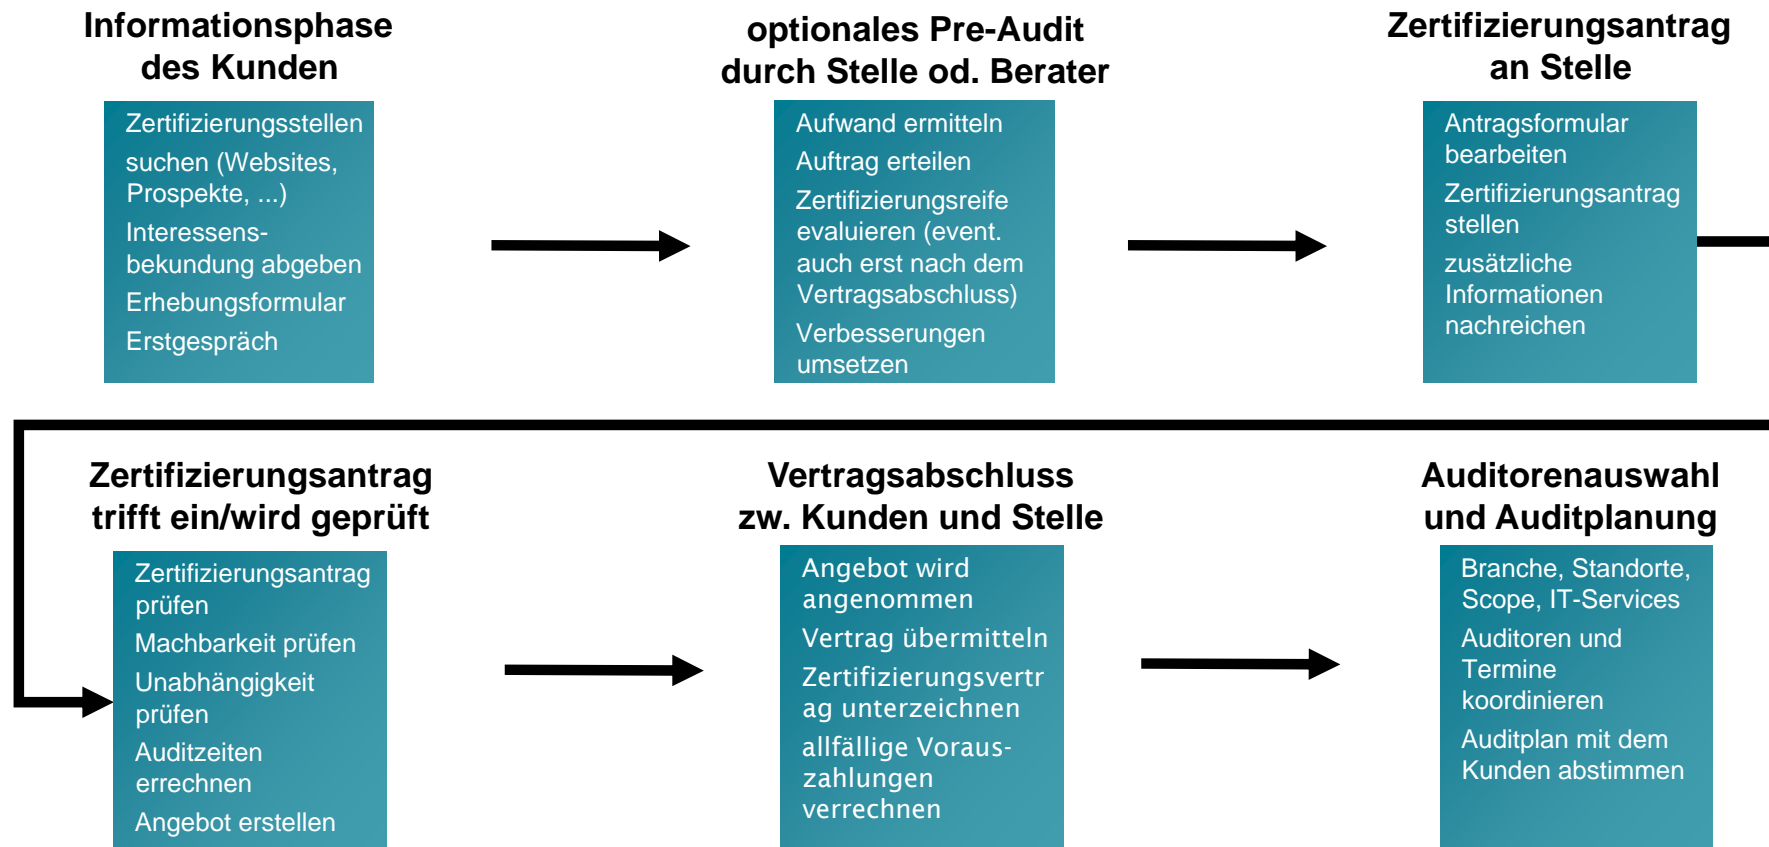 Informationsphase
des Kunden
Zertifizierungsstellen
suchen (Websites,
Prospekte, ...)
Interessens-
bekundung abgeben
Erhebungsformular
Erstgespräch
optionales Pre-Audit
durch Stelle od. Berater
Aufwand ermitteln
Auftrag erteilen
Zertifizierungsreife
evaluieren (event.
auch erst nach dem
Vertragsabschluss)
Verbesserungen
umsetzen
Zertifizierungsantrag
an Stelle
Antragsformular
bearbeiten
Zertifizierungsantrag
stellen
zusätzliche
Informationen
nachreichen
Zertifizierungsantrag
trifft ein/wird geprüft
Zertifizierungsantrag
prüfen
Machbarkeit prüfen
Unabhängigkeit
prüfen
Auditzeiten
errechnen
Angebot erstellen
Vertragsabschluss
zw. Kunden und Stelle
Angebot wird
angenommen
Vertrag übermitteln
Zertifizierungsvertr
ag unterzeichnen
allfällige Voraus-
zahlungen
verrechnen
Auditorenauswahl
und Auditplanung
Branche, Standorte,
Scope, IT-Services
Auditoren und
Termine
koordinieren
Auditplan mit dem
Kunden abstimmen